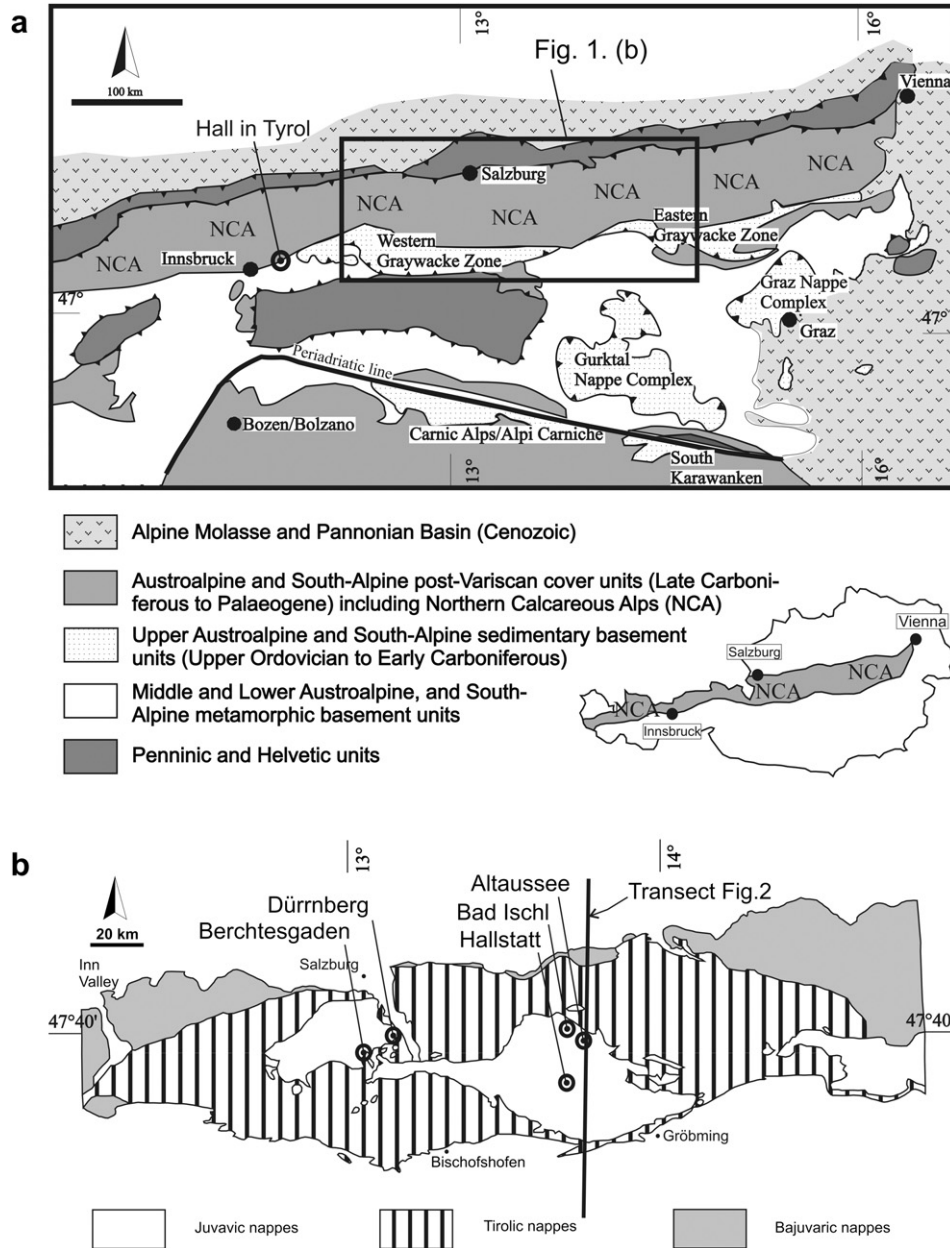 a
13°
16°
Fig. 1. (b)
Vienna
100 km
Hall in Tyrol
NCA
Salzburg
NCA
NCA
NCA
NCA
NCA
NCA
Eastern
Graywacke Zone
Western
Graywacke Zone
Innsbruck
Graz Nappe
Complex
47°
47°
Graz
Periadriatic line
Gurktal
Nappe Complex
Bozen/Bolzano
Carnic Alps/Alpi Carniche
South
Karawanken
13°
16°
Alpine Molasse and Pannonian Basin (Cenozoic)
Austroalpine and South-Alpine post-Variscan cover units (Late Carboni-
ferous to Palaeogene) including Northern Calcareous Alps (NCA)
Upper Austroalpine and South-Alpine sedimentary basement
units (Upper Ordovician to Early Carboniferous)
Middle and Lower Austroalpine, and South-
Alpine metamorphic basement units
Penninic and Helvetic units
Vienna
Salzburg
NCA
NCA
NCA
Innsbruck
b
13°
14°
Altaussee
Bad Ischl
Hallstatt
Transect Fig.2
Dürrnberg
Berchtesgaden
20 km
Inn
Valley
Salzburg
47°40'
47°40'
Gröbming
Bischofshofen
Juvavic nappes
Tirolic nappes
Bajuvaric nappes